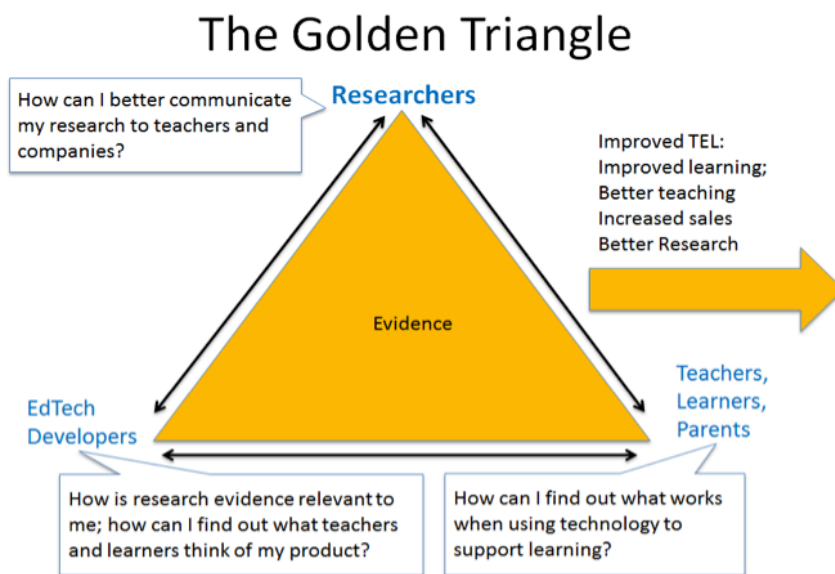 The Golden Triangle
How can I better communicate
my research to teachers and
companies?
Researchers
Improved TEL:
Improved learning;
Better teaching
Increased sales
Better Research
Evidence
EdTech
Developers
Teachers,
Learners,
Parents
How is research evidence relevant to
me; how can I find out what teachers
and learners think of my product?
How can I find out what works
when using technology to
support learning?